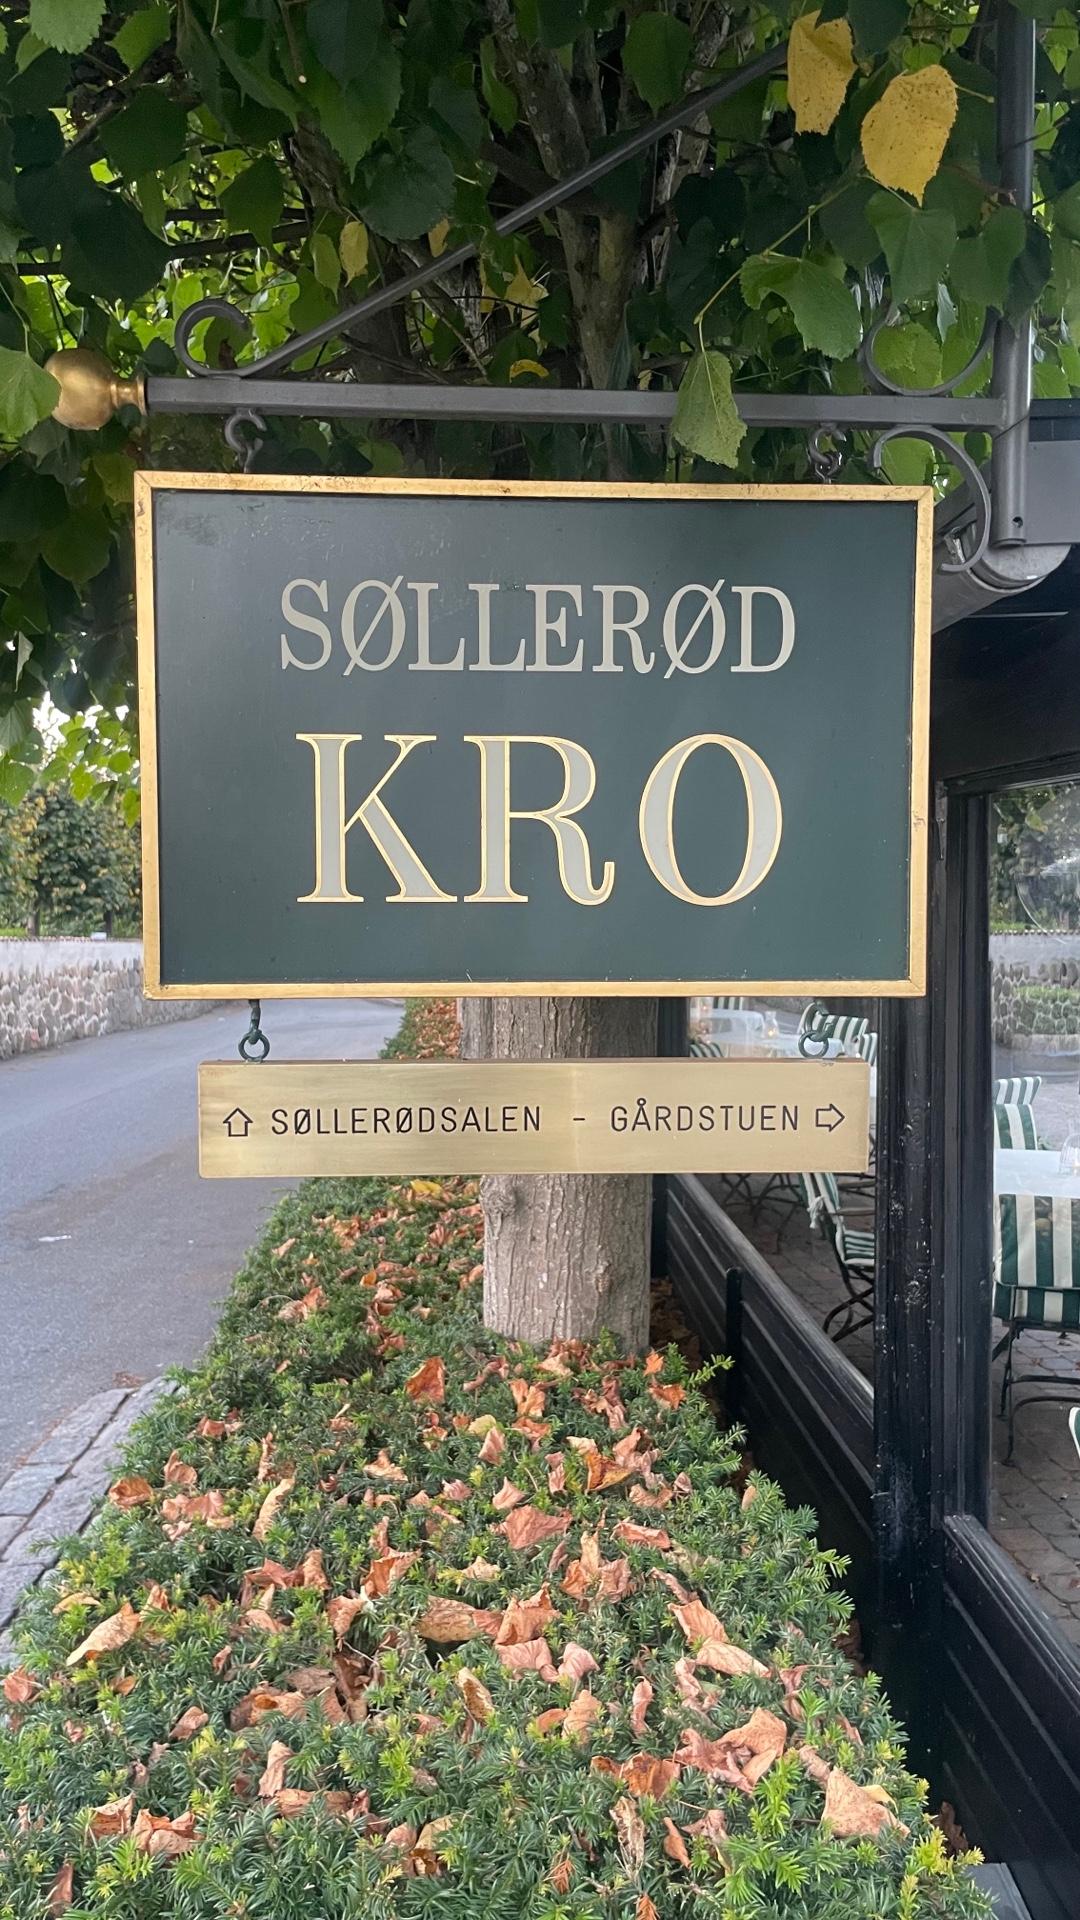 SØLLERØD
KRO
⇧ SØLLERØDSALEN - GÅRDSTUEN ⇨